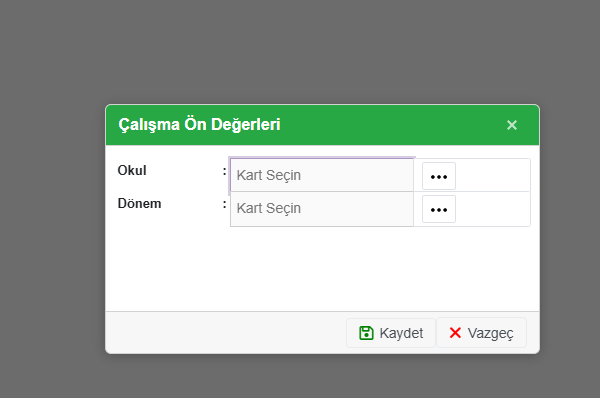 Çalışma Ön Değerleri ×
Okul : Kart Seçin •••
Dönem : Kart Seçin •••
Kaydet Vazgeç